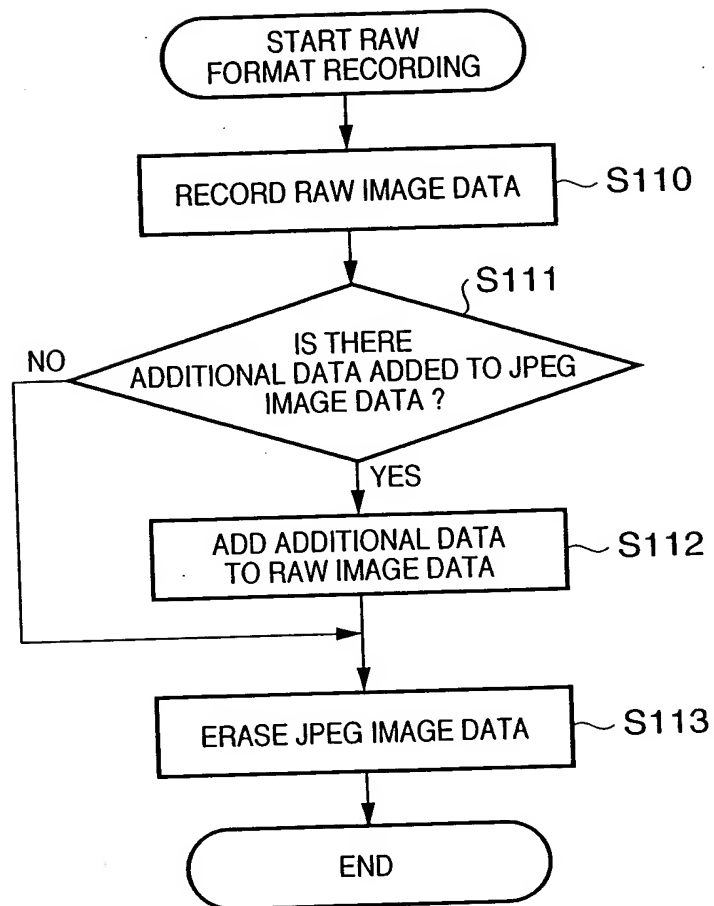 START RAW
FORMAT RECORDING
RECORD RAW IMAGE DATA
S110
S111
IS THERE
ADDITIONAL DATA ADDED TO JPEG
IMAGE DATA ?
NO
YES
ADD ADDITIONAL DATA
TO RAW IMAGE DATA
S112
ERASE JPEG IMAGE DATA
S113
END